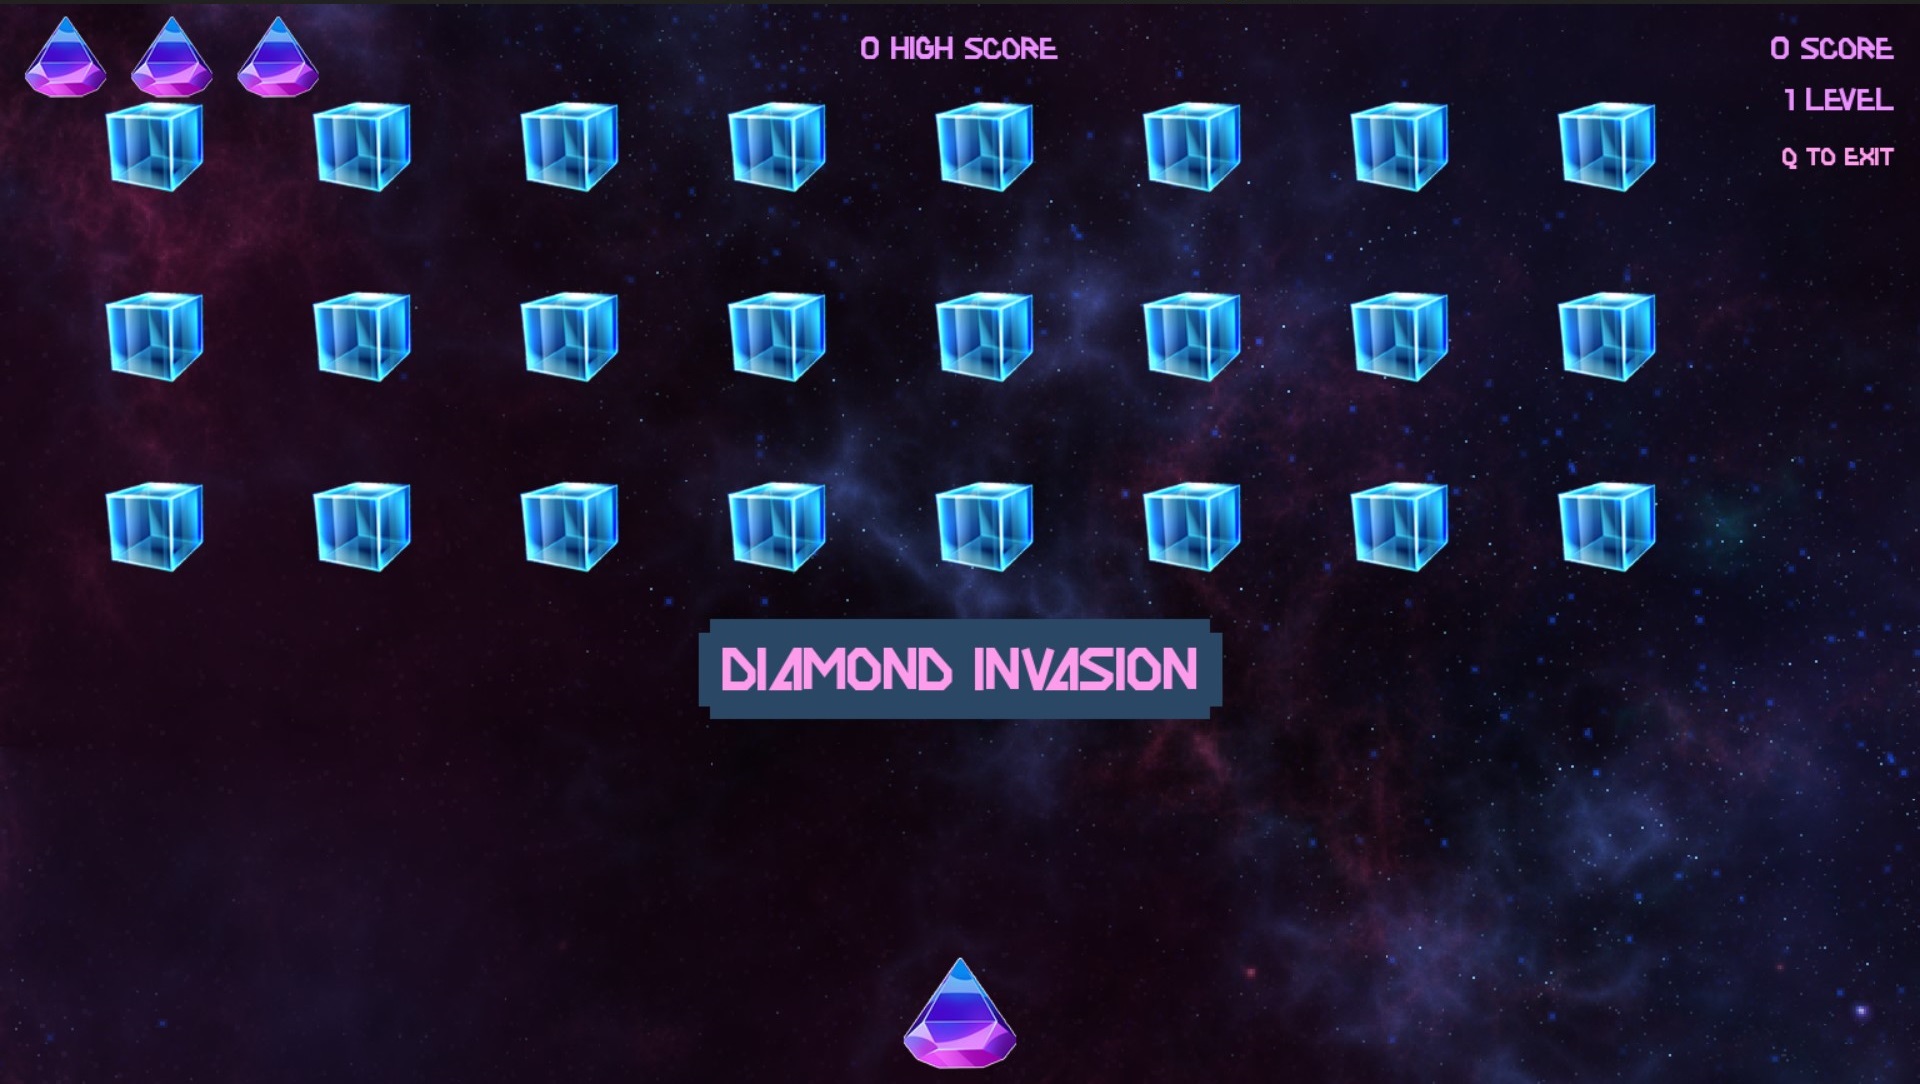 0 HIGH SCORE
0 SCORE
1 LEVEL
Q TO EXIT
DIAMOND INVASION